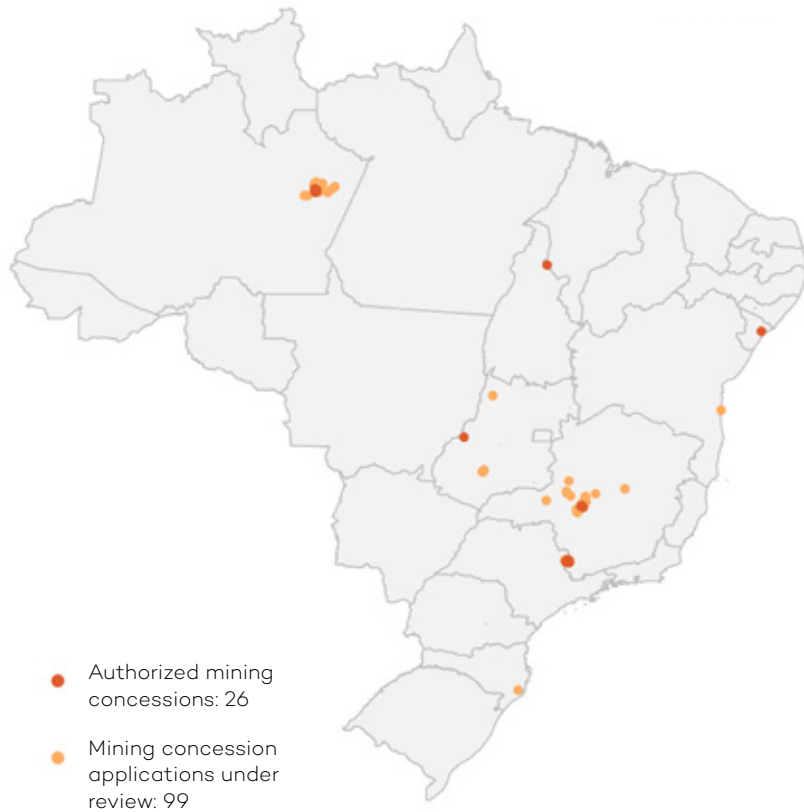 Authorized mining
concessions: 26
Mining concession
applications under
review: 99